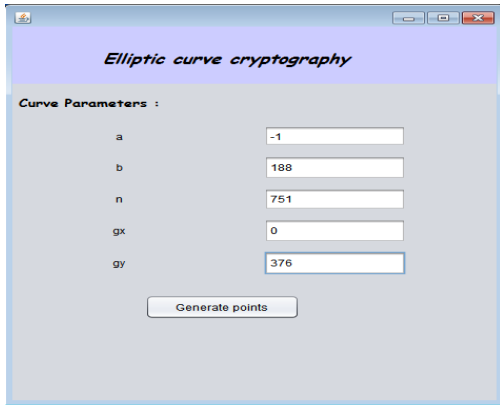 Elliptic curve cryptography
Curve Parameters :
a -1
b 188
n 751
gx 0
gy 376
Generate points